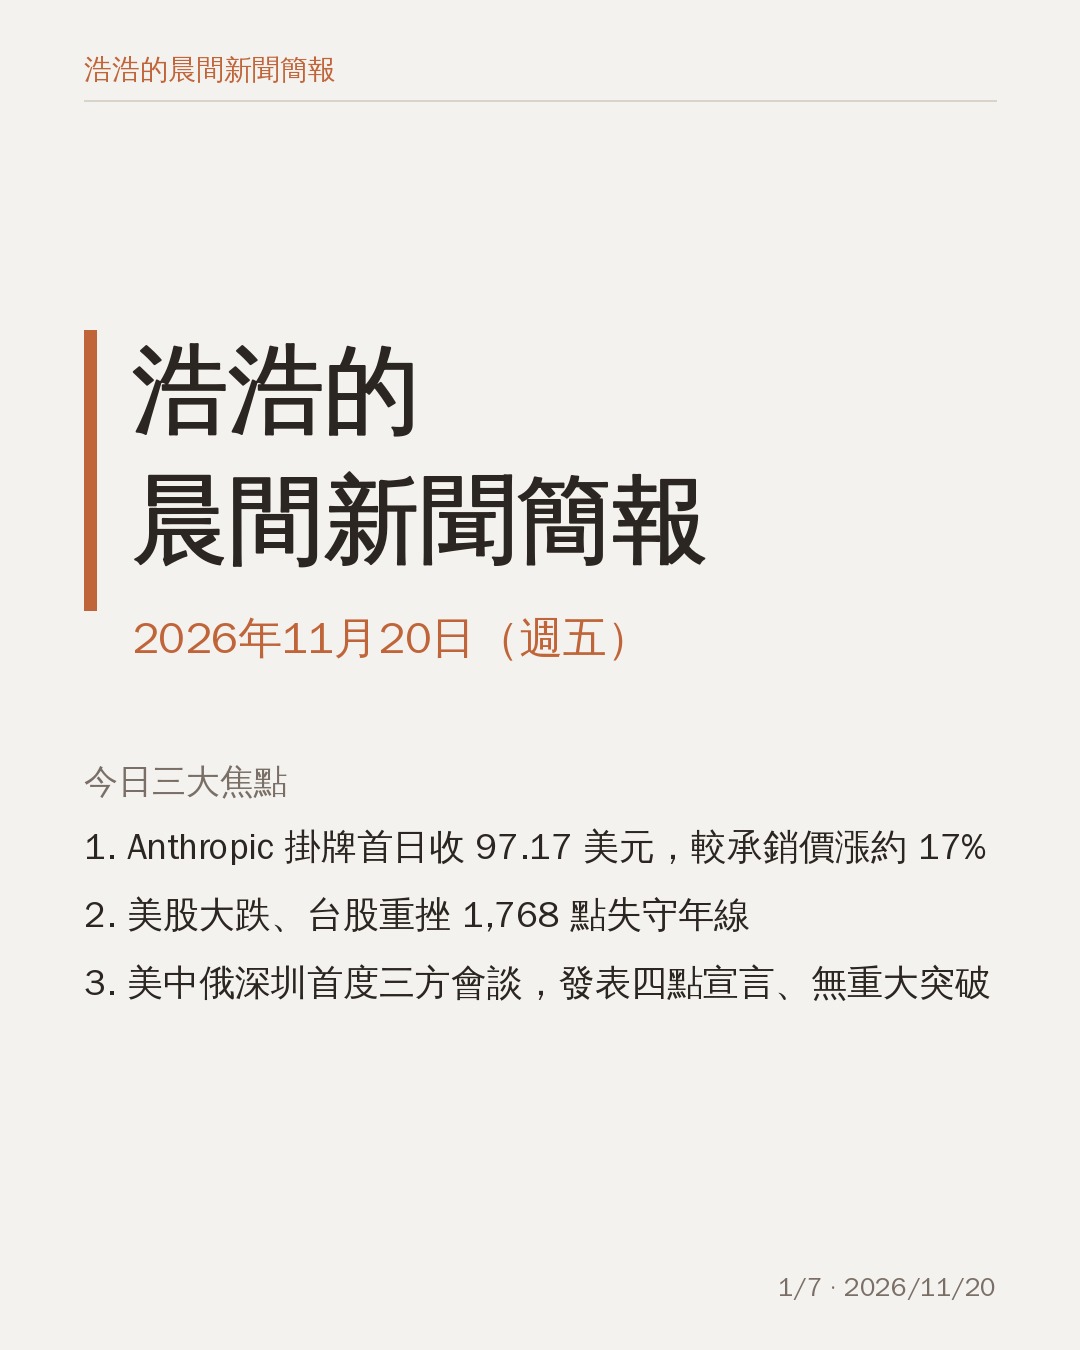 浩浩的晨間新聞簡報
浩浩的
晨間新聞簡報
2026年11月20日（週五）
今日三大焦點
1. Anthropic 掛牌首日收 97.17 美元，較承銷價漲約 17%
2. 美股大跌、台股重挫 1,768 點失守年線
3. 美中俄深圳首度三方會談，發表四點宣言、無重大突破
1/7 · 2026/11/20